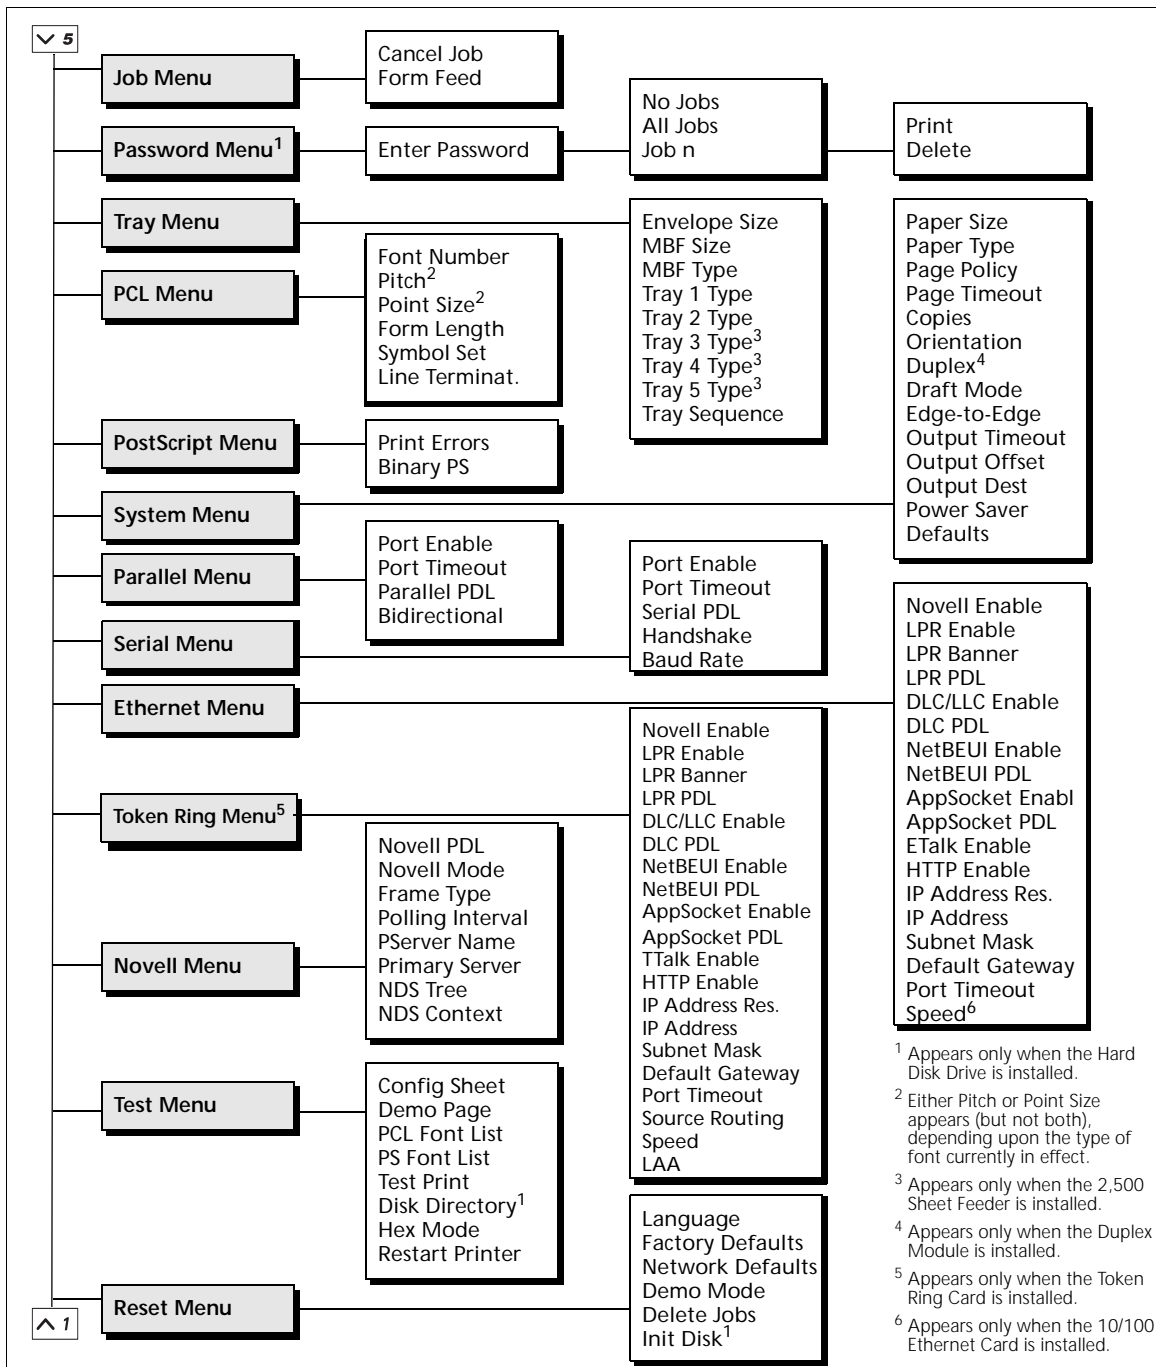 5
Job Menu
Cancel Job
Form Feed
Password Menu1
Enter Password
No Jobs
All Jobs
Job n
Print
Delete
Tray Menu
Envelope Size
MBF Size
MBF Type
Tray 1 Type
Tray 2 Type
Tray 3 Type3
Tray 4 Type3
Tray 5 Type3
Tray Sequence
PCL Menu
Font Number
Pitch2
Point Size2
Form Length
Symbol Set
Line Terminat.
PostScript Menu
Print Errors
Binary PS
System Menu
Paper Size
Paper Type
Page Policy
Page Timeout
Copies
Orientation
Duplex4
Draft Mode
Edge-to-Edge
Output Timeout
Output Offset
Output Dest
Power Saver
Defaults
Parallel Menu
Port Enable
Port Timeout
Parallel PDL
Bidirectional
Serial Menu
Port Enable
Port Timeout
Serial PDL
Handshake
Baud Rate
Ethernet Menu
Novell Enable
LPR Enable
LPR Banner
LPR PDL
DLC/LLC Enable
DLC PDL
NetBEUI Enable
NetBEUI PDL
AppSocket Enabl
AppSocket PDL
ETalk Enable
HTTP Enable
IP Address Res.
IP Address
Subnet Mask
Default Gateway
Port Timeout
Speed6
Token Ring Menu5
Novell Enable
LPR Enable
LPR Banner
LPR PDL
DLC/LLC Enable
DLC PDL
NetBEUI Enable
NetBEUI PDL
AppSocket Enable
AppSocket PDL
TTalk Enable
HTTP Enable
IP Address Res.
IP Address
Subnet Mask
Default Gateway
Port Timeout
Source Routing
Speed
LAA
Novell Menu
Novell PDL
Novell Mode
Frame Type
Polling Interval
PServer Name
Primary Server
NDS Tree
NDS Context
Test Menu
Config Sheet
Demo Page
PCL Font List
PS Font List
Test Print
Disk Directory1
Hex Mode
Restart Printer
Reset Menu
Language
Factory Defaults
Network Defaults
Demo Mode
Delete Jobs
Init Disk1
1
1 Appears only when the Hard
Disk Drive is installed.
2 Either Pitch or Point Size
appears (but not both),
depending upon the type of
font currently in effect.
3 Appears only when the 2,500
Sheet Feeder is installed.
4 Appears only when the Duplex
Module is installed.
5 Appears only when the Token
Ring Card is installed.
6 Appears only when the 10/100
Ethernet Card is installed.